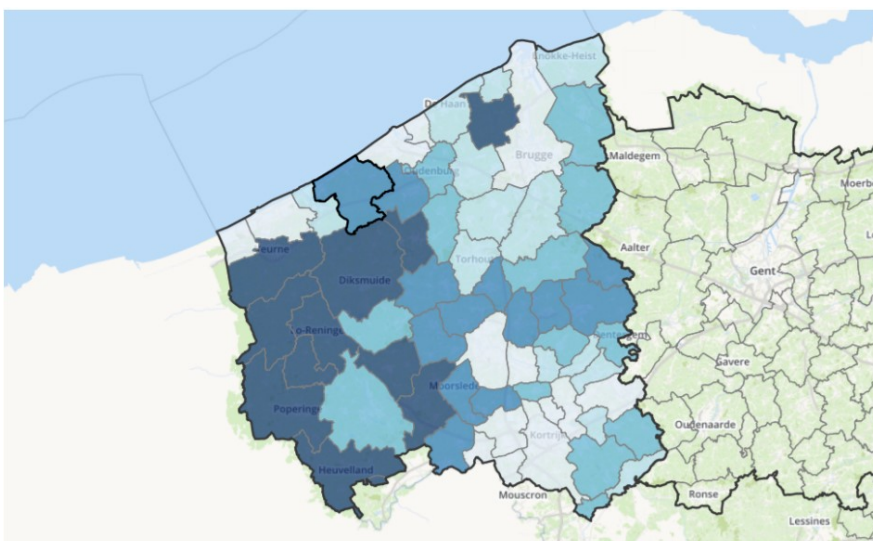 Knokke-Heist
De Haan
Brugge
Maldegem
Oudenburg
Moerbe
Aalter
Veurne
Torhout
Diksmuide
Gent
Lo-Reninge
Dentergem
Gavere
Moorslede
Poperinge
Kortrijk
Oudenaarde
Heuvelland
Mouscron
Ronse
Lessines